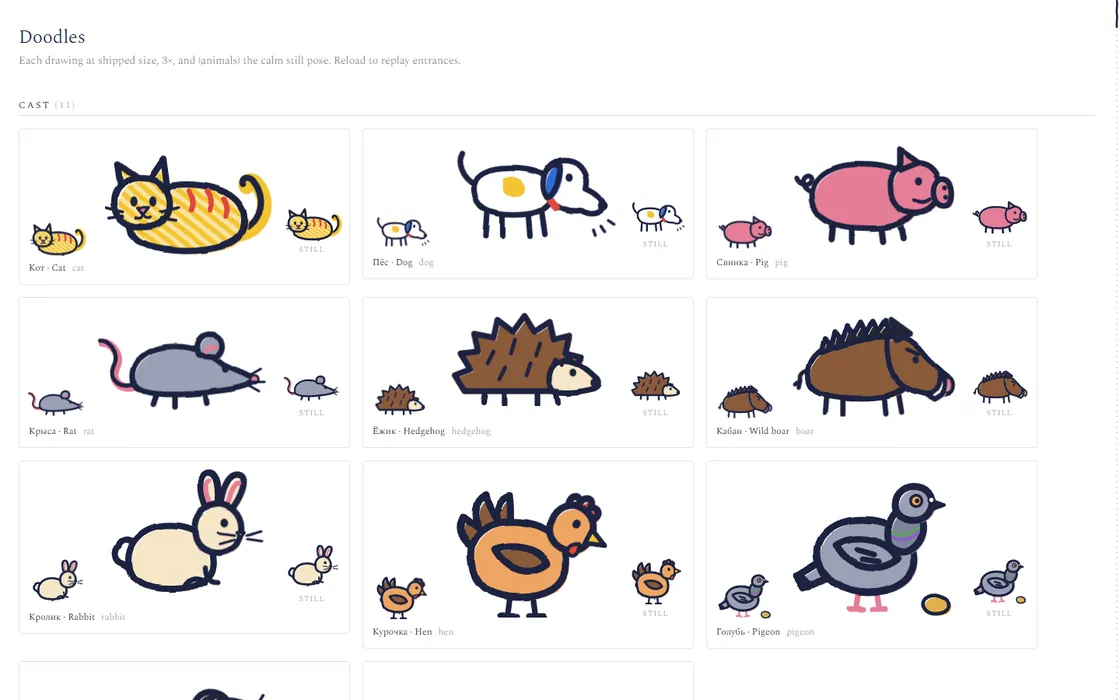 Doodles
Each drawing at shipped size, 3×, and (animals) the calm still pose. Reload to replay entrances.
CAST (11)
STILL
Кот · Cat cat
STILL
Пёс · Dog dog
STILL
Свинка · Pig pig
STILL
Крыса · Rat rat
STILL
Ёжик · Hedgehog hedgehog
STILL
Кабан · Wild boar boar
STILL
Кролик · Rabbit rabbit
STILL
Курочка · Hen hen
STILL
Голубь · Pigeon pigeon